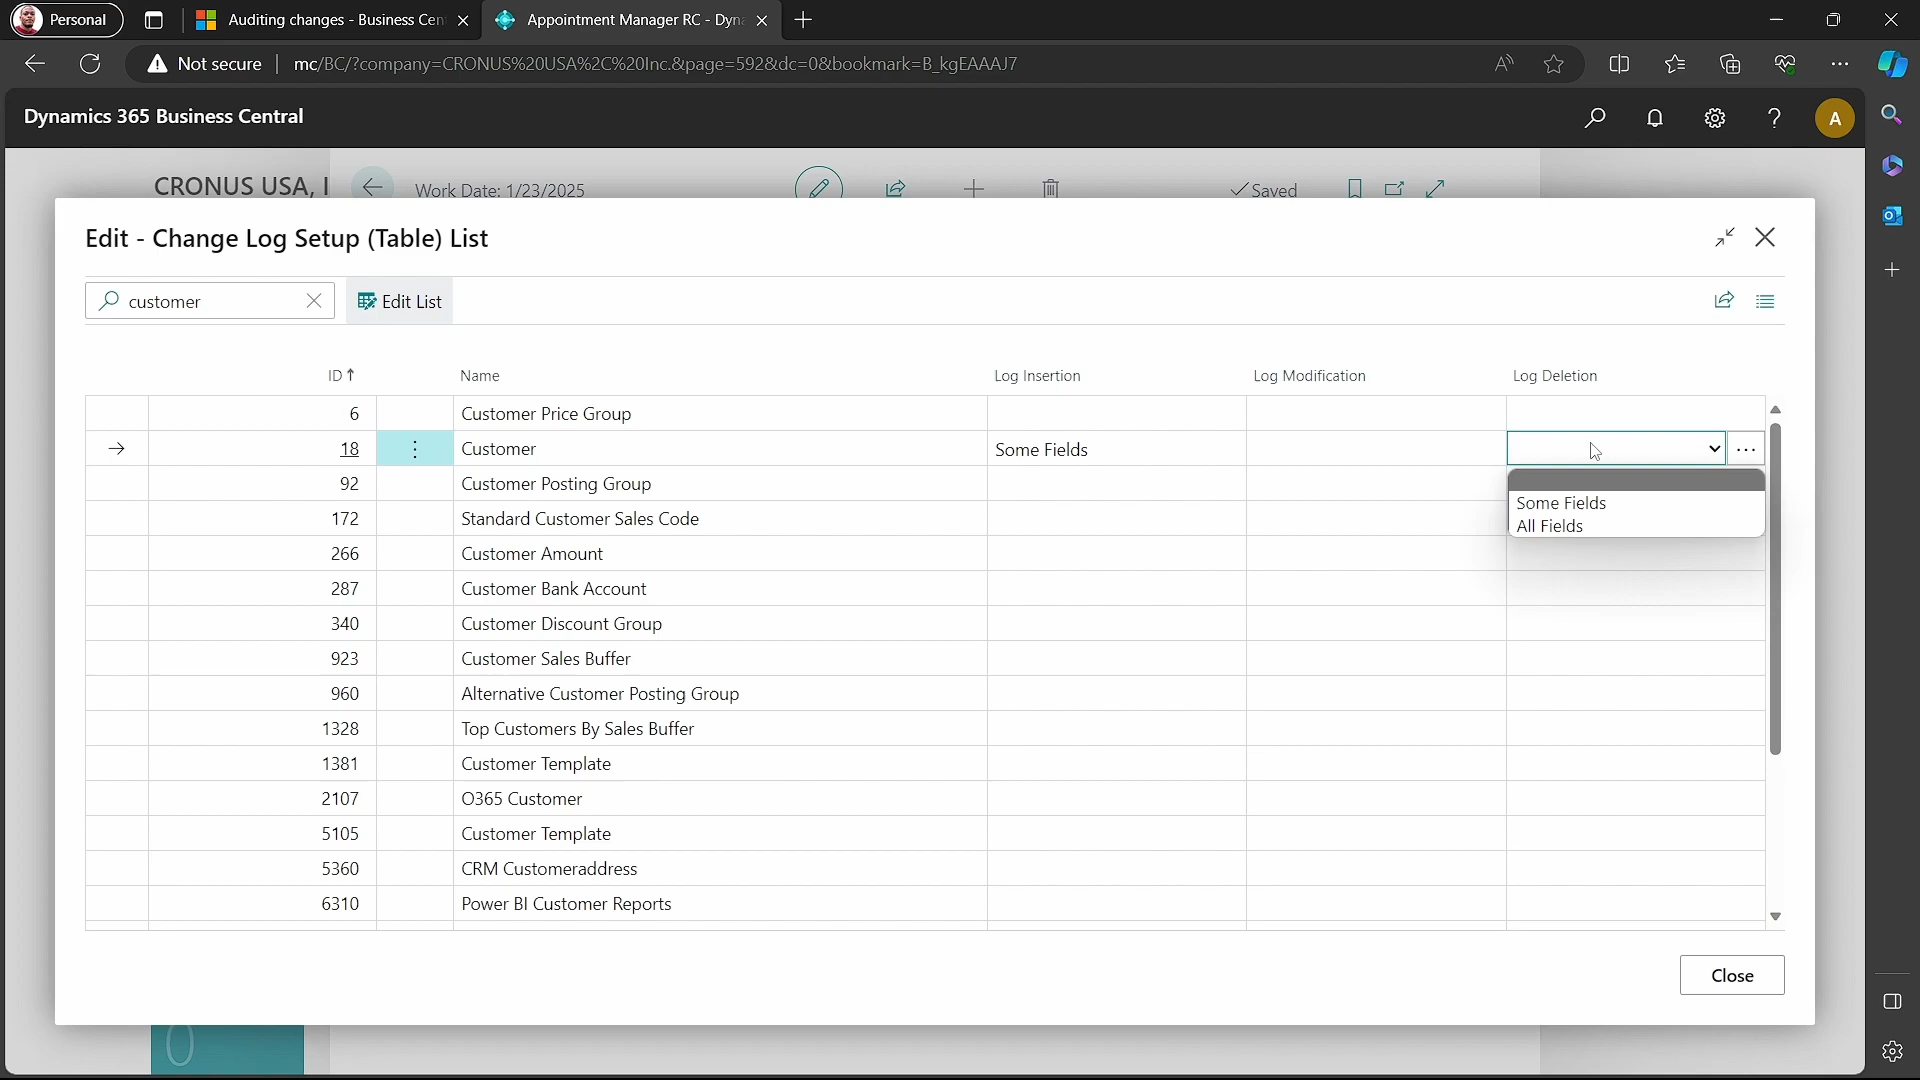 Personal
Auditing changes - Business Cen
Appointment Manager RC - Dyna
Not secure
mc/BC/?company=CRONUS%20USA%2C%20Inc.&page=592&dc=0&bookmark=B_kgEAAAJ7
Dynamics 365 Business Central
A
CRONUS USA, I
Work Date: 1/23/2025
Saved
Edit - Change Log Setup (Table) List
customer
Edit List
ID↑ Name Log Insertion Log Modification Log Deletion
6 Customer Price Group
18 Customer Some Fields
92 Customer Posting Group
Some Fields
172 Standard Customer Sales Code
All Fields
266 Customer Amount
287 Customer Bank Account
340 Customer Discount Group
923 Customer Sales Buffer
960 Alternative Customer Posting Group
1328 Top Customers By Sales Buffer
1381 Customer Template
2107 O365 Customer
5105 Customer Template
5360 CRM Customeraddress
6310 Power BI Customer Reports
Close
0